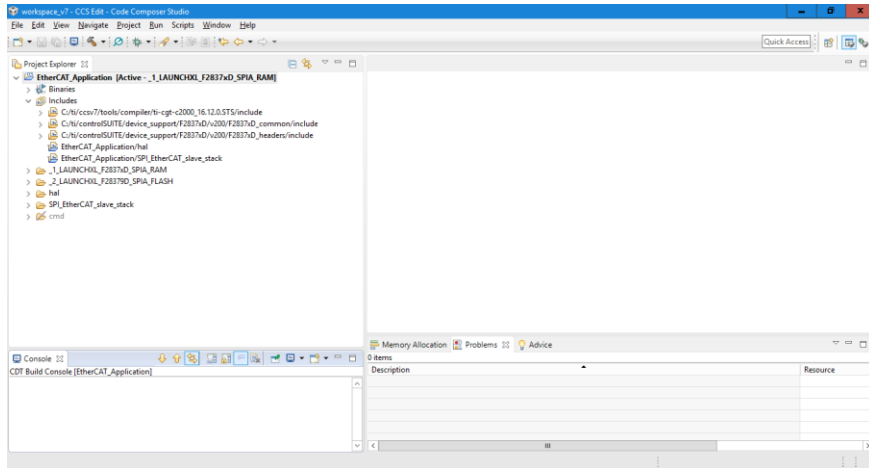 workspace_v7 - CCS Edit - Code Composer Studio
File Edit View Navigate Project Run Scripts Window Help
Quick Access
Project Explorer
EtherCAT_Application [Active - _1_LAUNCHXL_F2837xD_SPIA_RAM]
Binaries
Includes
C:/ti/ccsv7/tools/compiler/ti-cgt-c2000_16.12.0.STS/include
C:/ti/controlSUITE/device_support/F2837xD/v200/F2837xD_common/include
C:/ti/controlSUITE/device_support/F2837xD/v200/F2837xD_headers/include
EtherCAT_Application/hal
EtherCAT_Application/SPI_EtherCAT_slave_stack
_1_LAUNCHXL_F2837xD_SPIA_RAM
_2_LAUNCHXL_F28379D_SPIA_FLASH
hal
SPI_EtherCAT_slave_stack
cmd
Console
CDT Build Console [EtherCAT_Application]
Memory Allocation Problems Advice
0 items
Description Resource